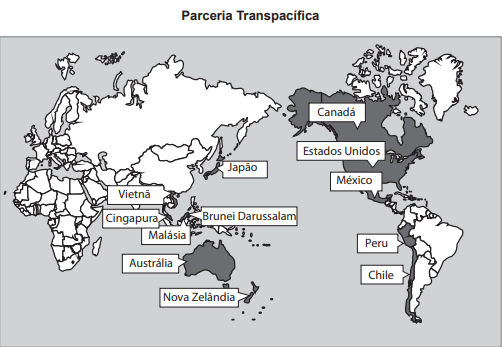 Parceria Transpacífica
Canadá
Estados Unidos
Japão
México
Vietnã
Cingapura
Brunei Darussalam
Malásia
Peru
Austrália
Chile
Nova Zelândia